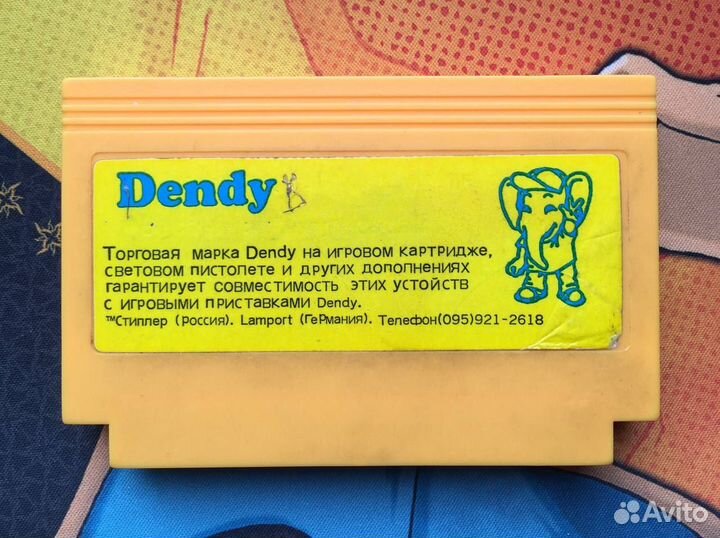 Dendy
Торговая марка Dendy на игровом картридже,
световом пистолете и других дополнениях
гарантирует совместимость этих устойств
с игровыми приставками Dendy.
™Стиплер (Россия). Lamport (ГеРмания). Телефон(095)921-2618
Avito